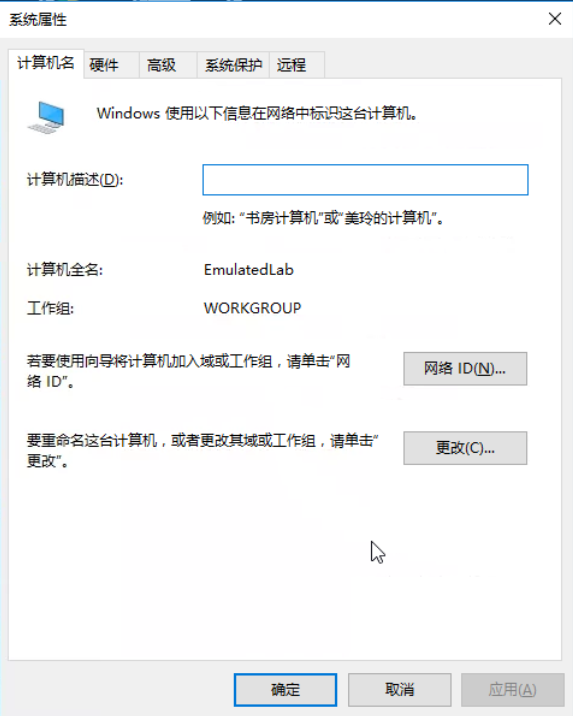 系统属性
计算机名 硬件 高级 系统保护 远程
Windows 使用以下信息在网络中标识这台计算机。
计算机描述(D):
例如: “书房计算机”或“美玲的计算机”。
计算机全名: EmulatedLab
工作组: WORKGROUP
若要使用向导将计算机加入域或工作组，请单击“网
络 ID”。
网络 ID(N)...
要重命名这台计算机，或者更改其域或工作组，请单击“
更改”。
更改(C)...
确定 取消 应用(A)